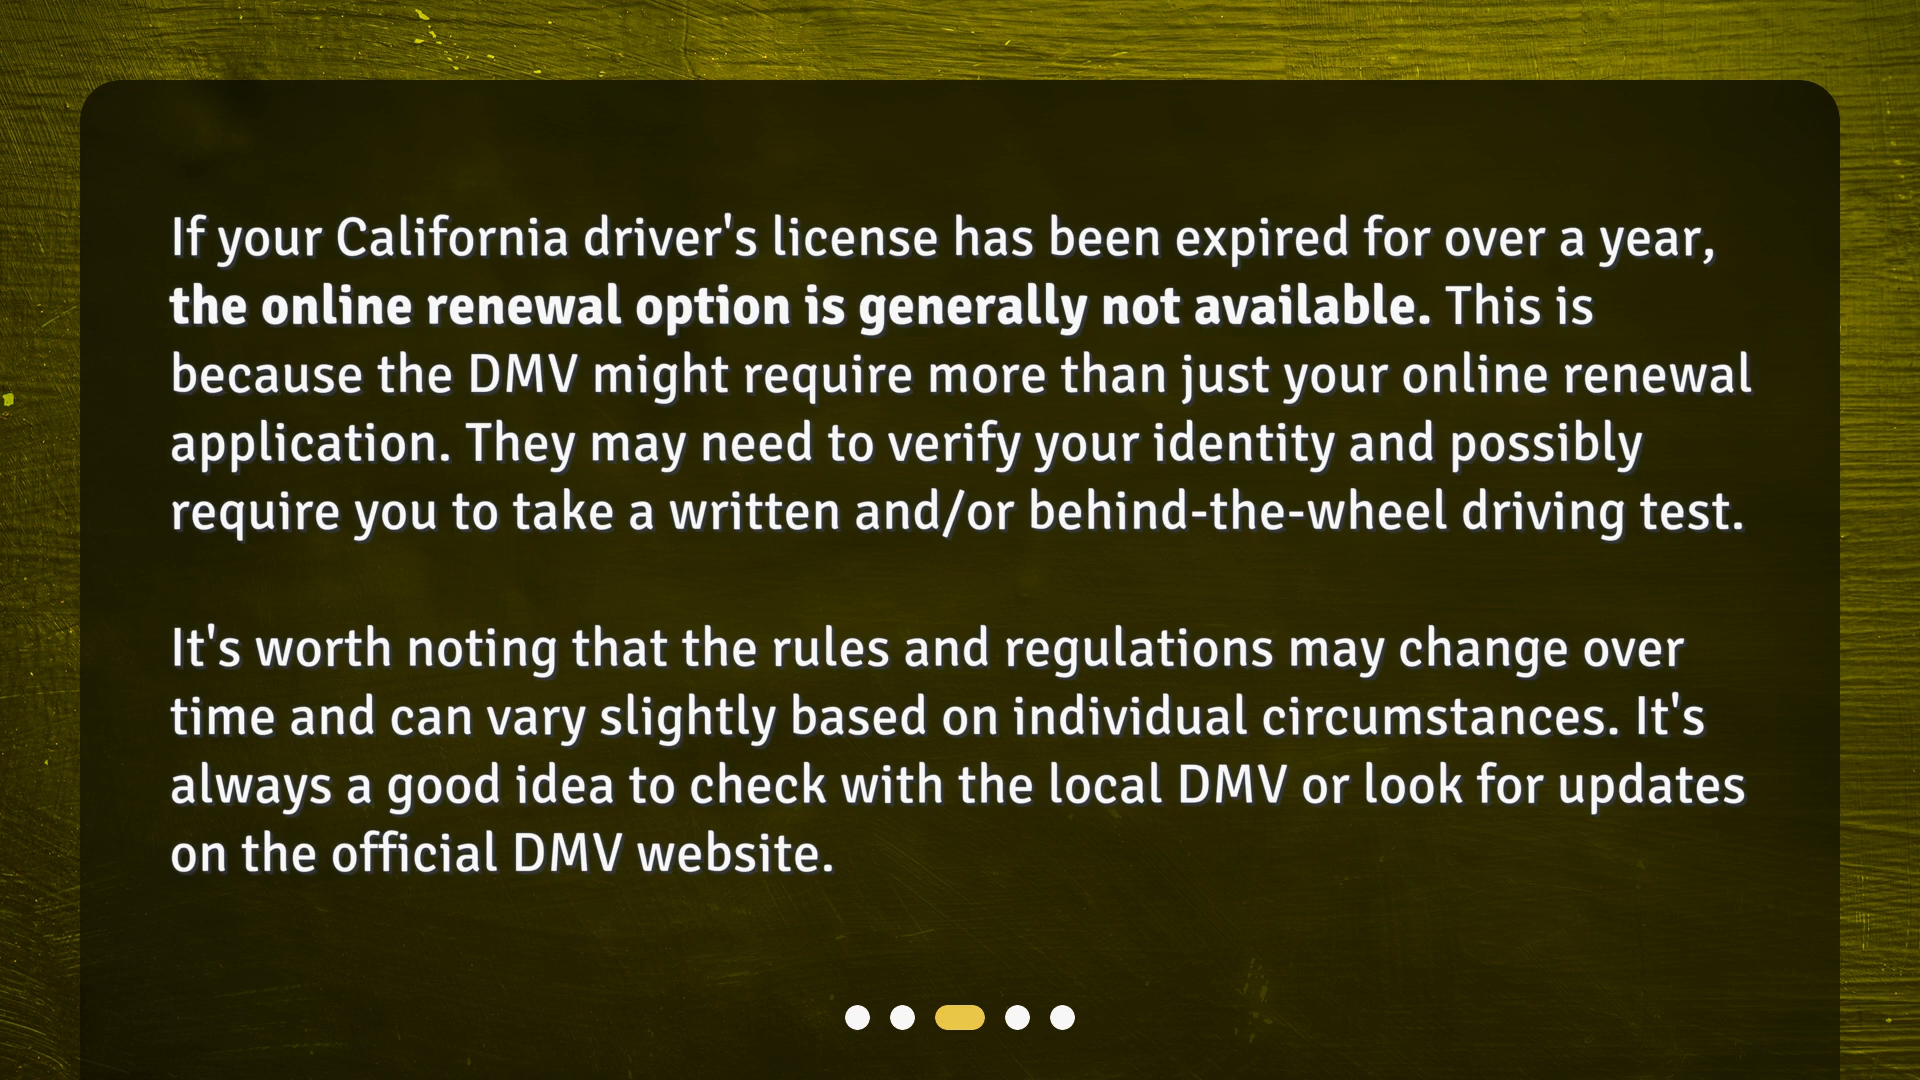 If your California driver's license has been expired for over a year,
the online renewal option is generally not available. This is
because the DMV might require more than just your online renewal
application. They may need to verify your identity and possibly
require you to take a written and/or behind-the-wheel driving test.
It's worth noting that the rules and regulations may change over
time and can vary slightly based on individual circumstances. It's
always a good idea to check with the local DMV or look for updates
on the official DMV website.